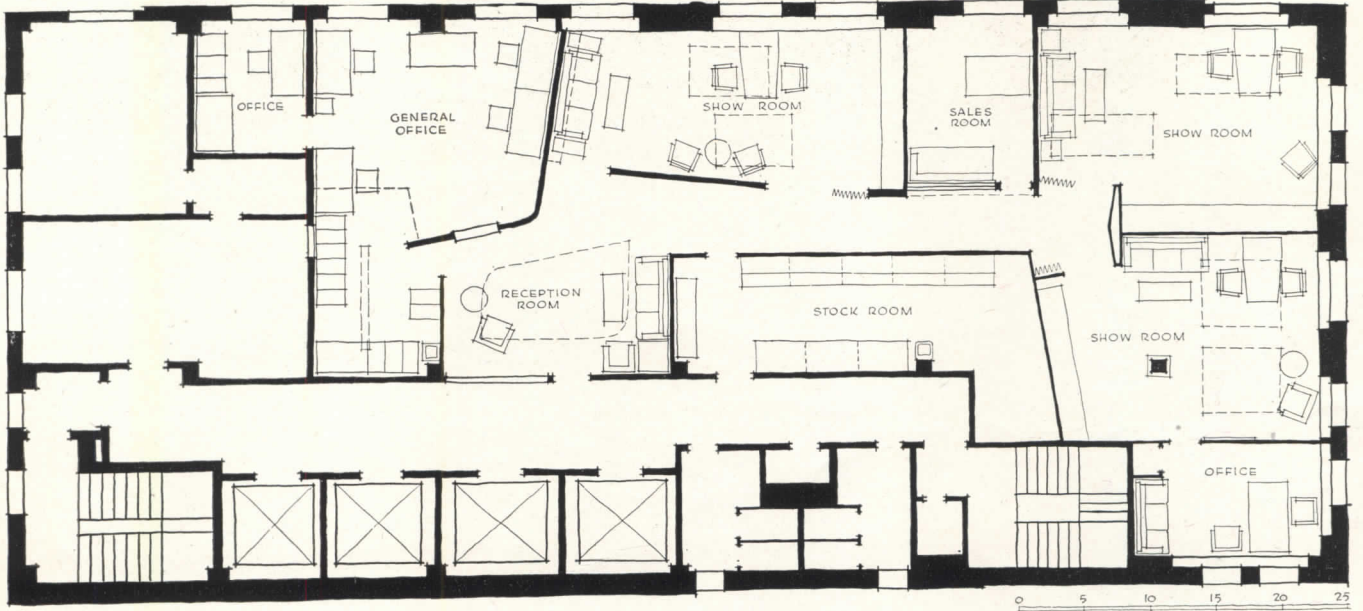 OFFICE
GENERAL
OFFICE
SHOW ROOM
SALES
ROOM
SHOW ROOM
RECEPTION
ROOM
STOCK ROOM
SHOW ROOM
OFFICE
0 5 10 15 20 25